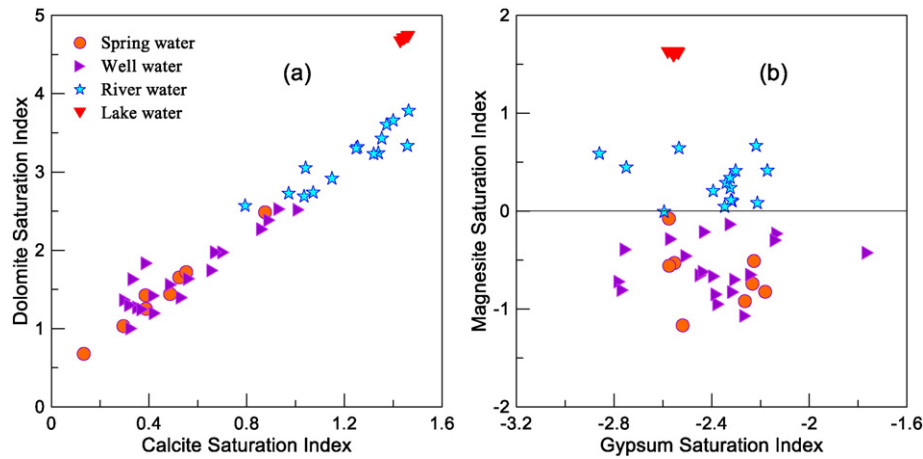 5
4
3
2
1
0
Dolomite Saturation Index
Spring water
Well water
River water
Lake water
(a)
0 0.4 0.8 1.2 1.6
Calcite Saturation Index
2
1
0
-1
-2
Magnesite Saturation Index
(b)
-3.2 -2.8 -2.4 -2 -1.6
Gypsum Saturation Index